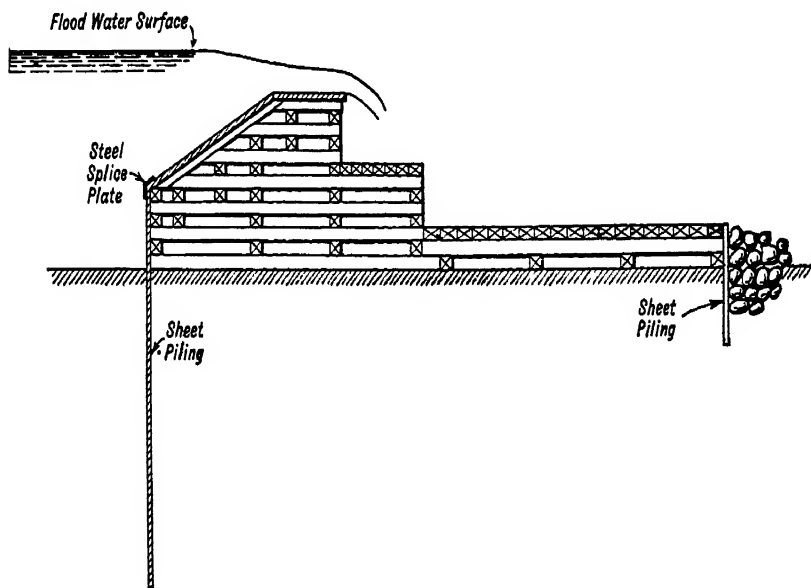 Flood Water Surface
Steel
Splice
Plate
Sheet
Piling
Sheet
Piling